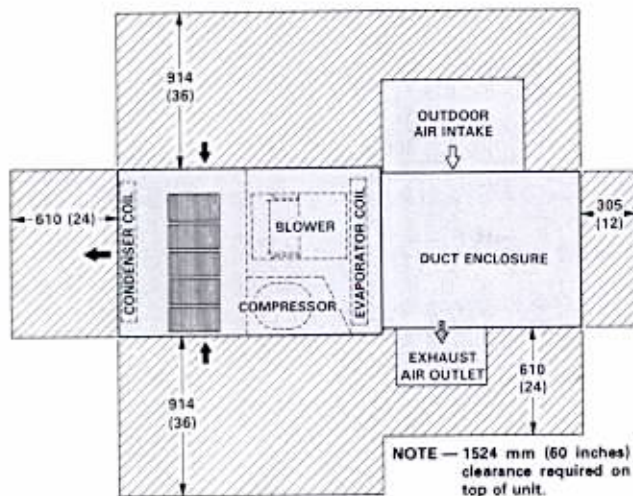 914
(36)
OUTDOOR
AIR INTAKE
610 (24)
CONDENSER COIL
BLOWER
EVAPORATOR COIL
305
(12)
DUCT ENCLOSURE
COMPRESSOR
EXHAUST
AIR OUTLET
610
(24)
914
(36)
NOTE — 1524 mm (60 inches)
clearance required on
top of unit.